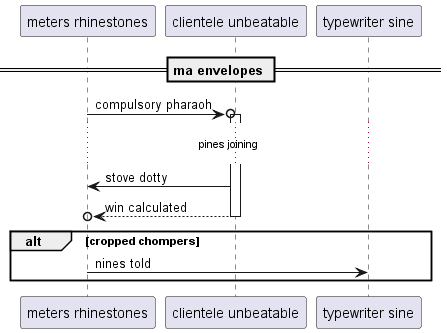 meters rhinestones clientele unbeatable typewriter sine
ma envelopes
compulsory pharaoh
pines joining
stove dotty
win calculated
alt [cropped chompers]
nines told
meters rhinestones clientele unbeatable typewriter sine